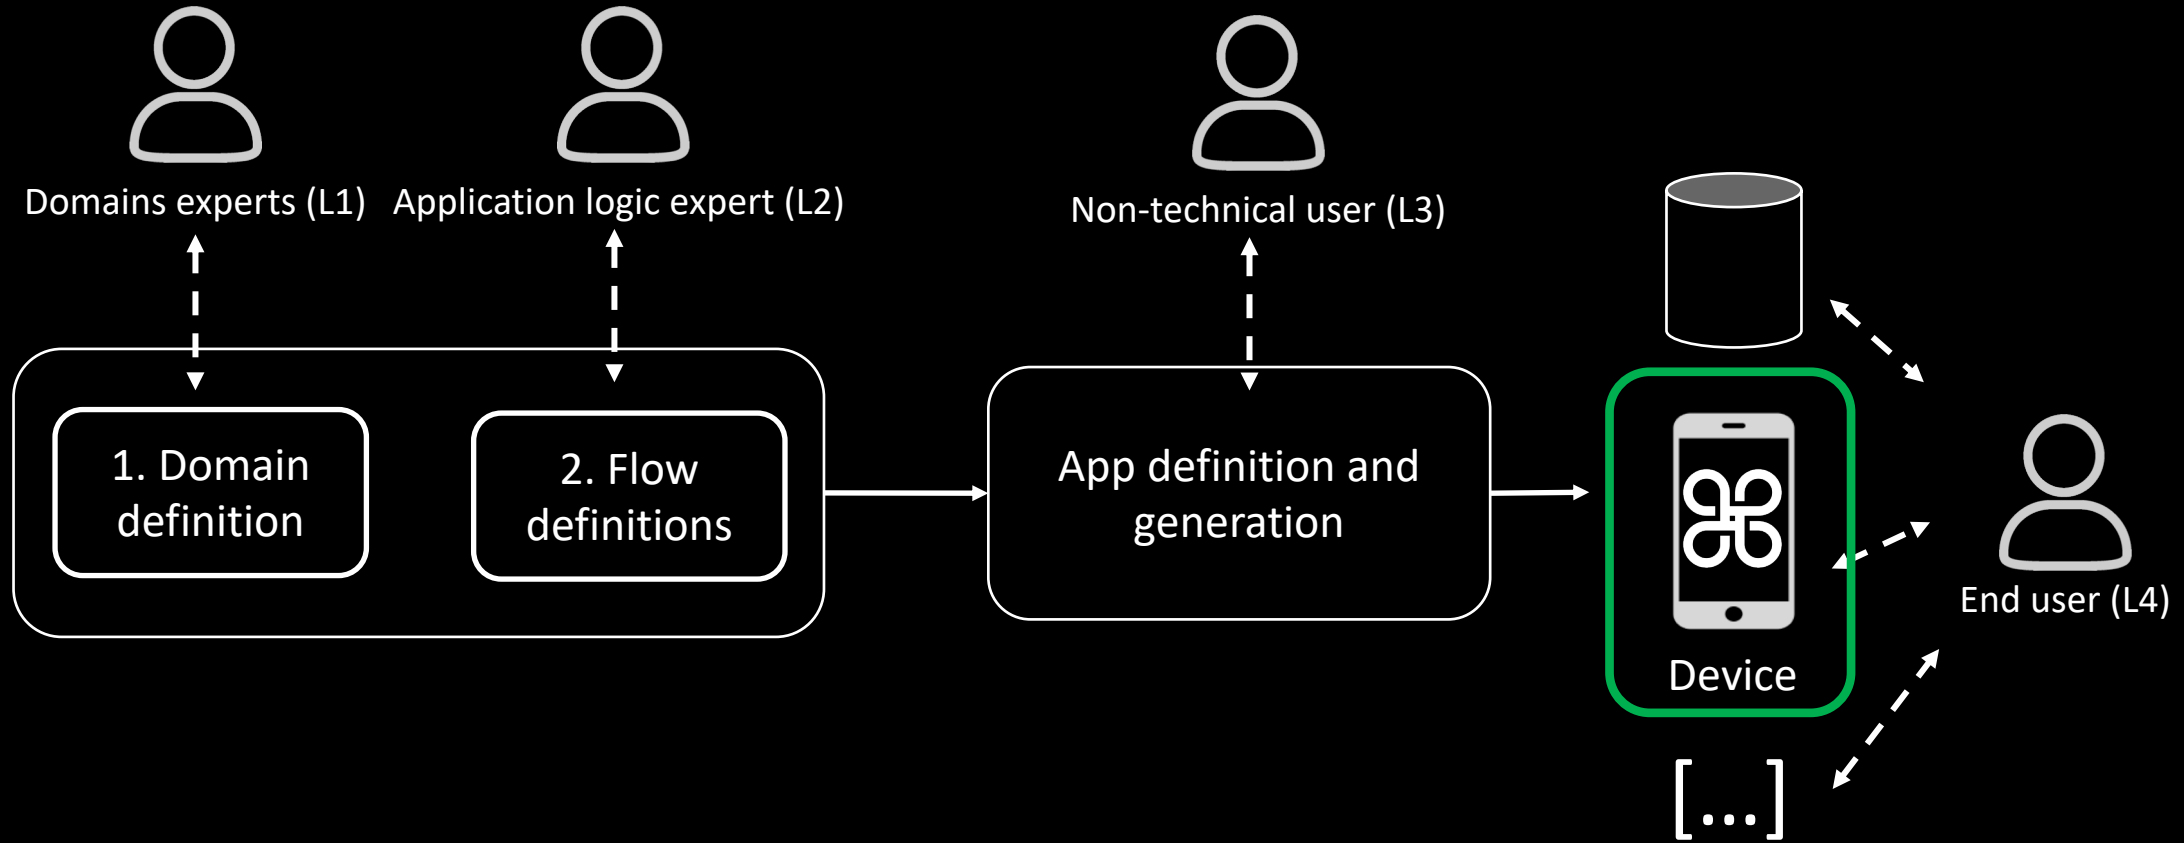 Domains experts (L1)
Application logic expert (L2)
Non-technical user (L3)
1. Domain
definition
2. Flow
definitions
App definition and
generation
Device
End user (L4)
[...]